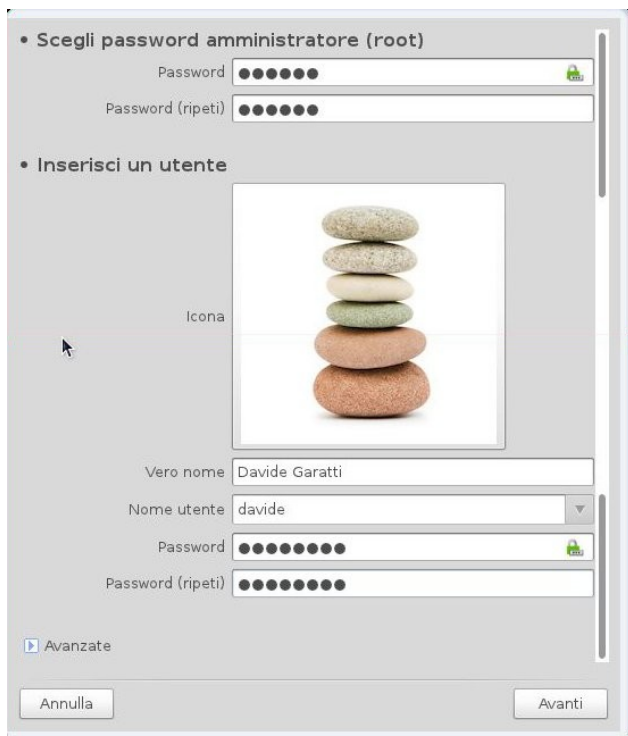 • Scegli password amministratore (root)
Password ●●●●●●
Password (ripeti) ●●●●●●
• Inserisci un utente
Icona
Vero nome Davide Garatti
Nome utente davide
Password ●●●●●●●●
Password (ripeti) ●●●●●●●●
Avanzate
Annulla Avanti